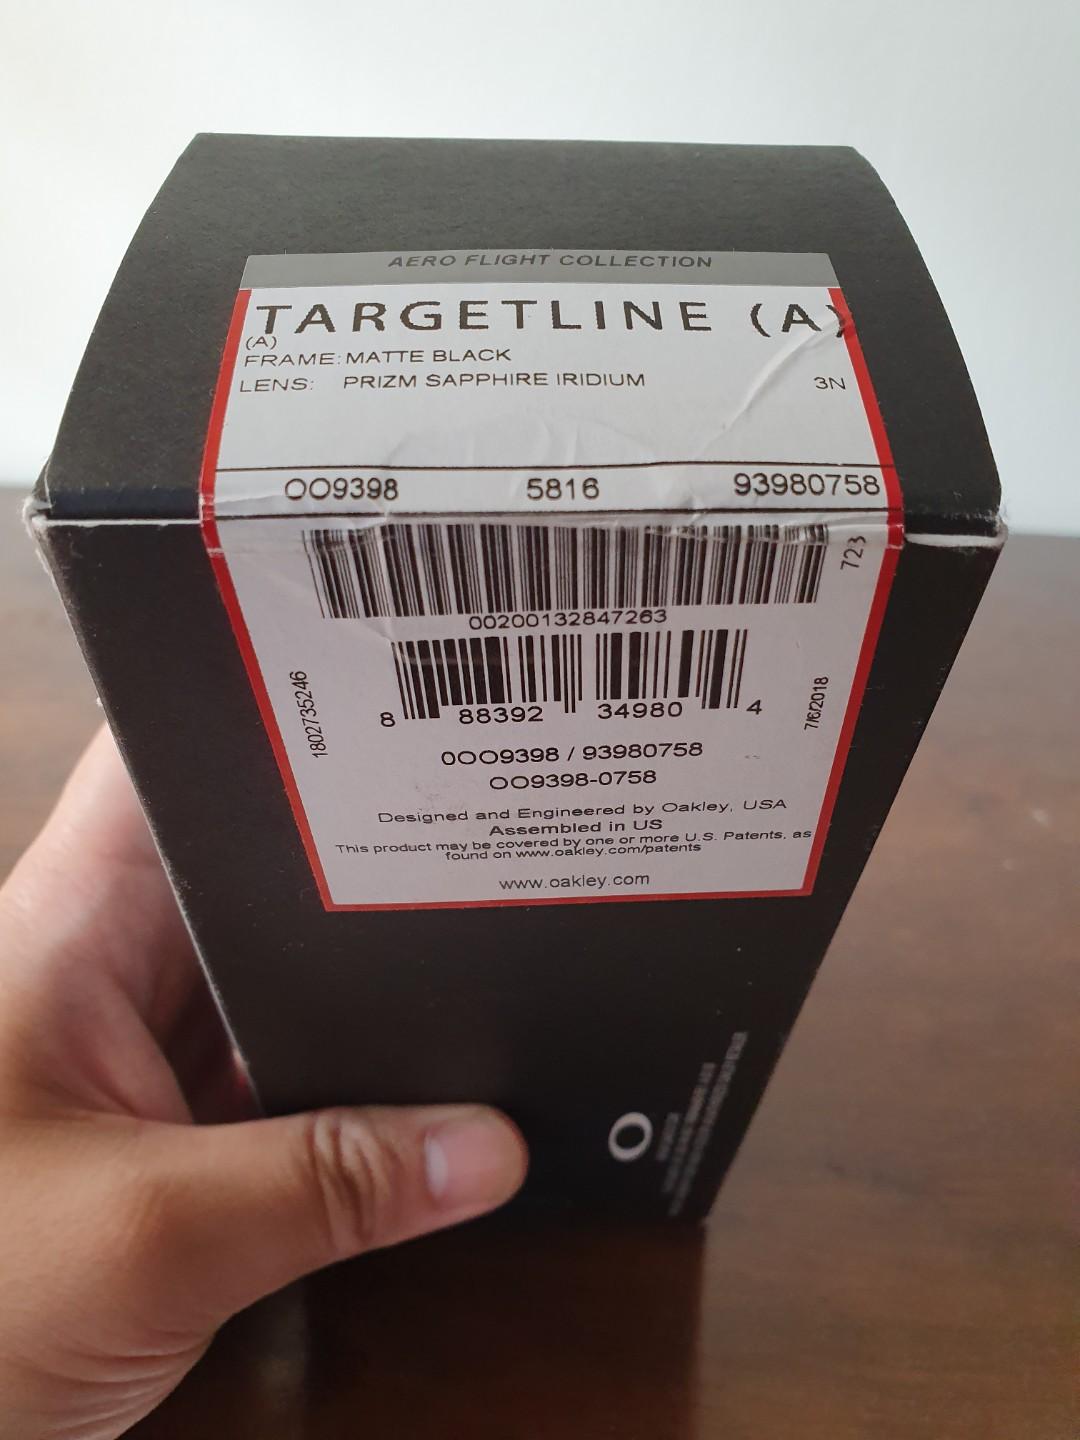 AERO FLIGHT COLLECTION
TARGETLINE (A)
(A)
FRAME: MATTE BLACK
LENS: PRIZM SAPPHIRE IRIDIUM 3N
OO9398 5816 93980758
723
00200132847263
1802735246
7/6/2018
8 88392 34980 4
0OO9398 / 93980758
OO9398-0758
Designed and Engineered by Oakley, USA
Assembled in US
This product may be covered by one or more U.S. Patents, as
found on www.oakley.com/patents
www.oakley.com